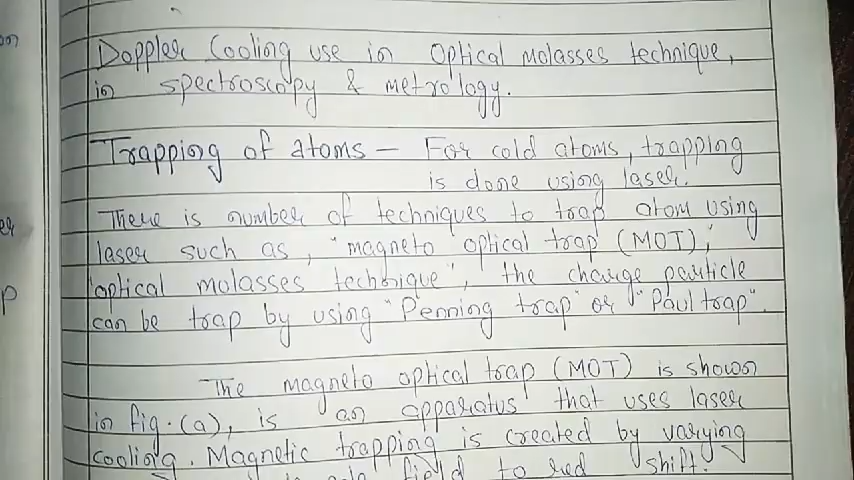 Doppler Cooling use in Optical molasses technique,
in spectroscopy & metrology.
Trapping of atoms – For cold atoms, trapping
is done using laser.
There is number of techniques to trap atom using
laser such as, "magneto optical trap (MOT),"
"optical molasses technique", the charge particle
can be trap by using "Penning trap" or "Paul trap".
The magneto optical trap (MOT) is shown
in fig.(a), is an apparatus that uses laser
cooling. Magnetic trapping is created by varying
field to red shift.